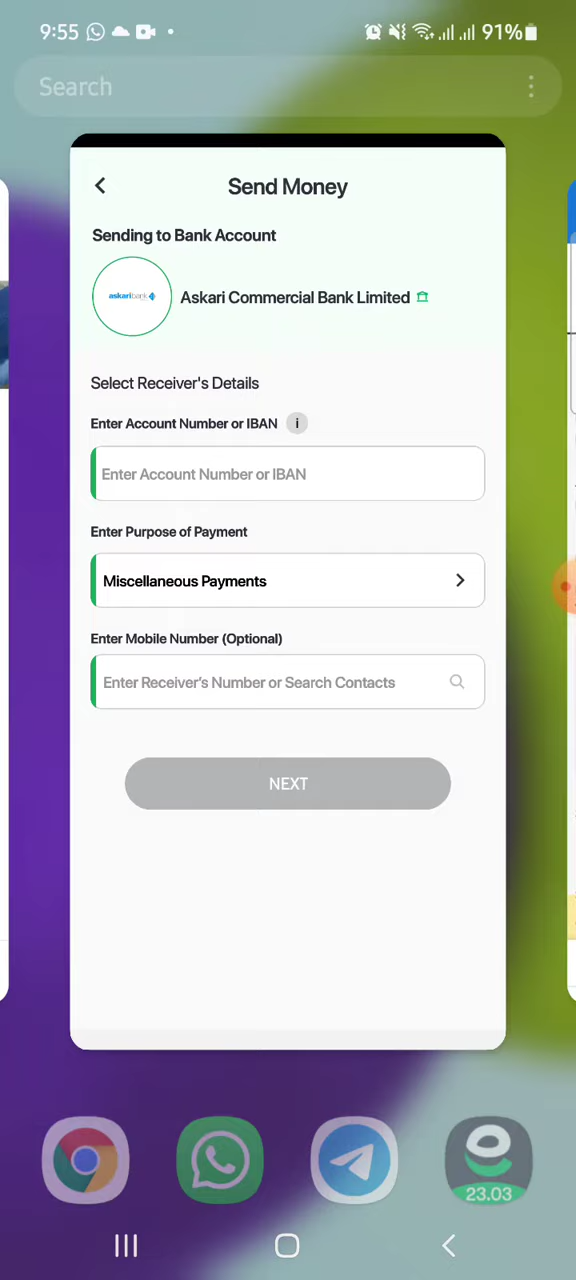 9:55
91%
Search
Send Money
Sending to Bank Account
askaribank
Askari Commercial Bank Limited
Select Receiver's Details
Enter Account Number or IBAN i
Enter Account Number or IBAN
Enter Purpose of Payment
Miscellaneous Payments
Enter Mobile Number (Optional)
Enter Receiver's Number or Search Contacts
NEXT
23.03